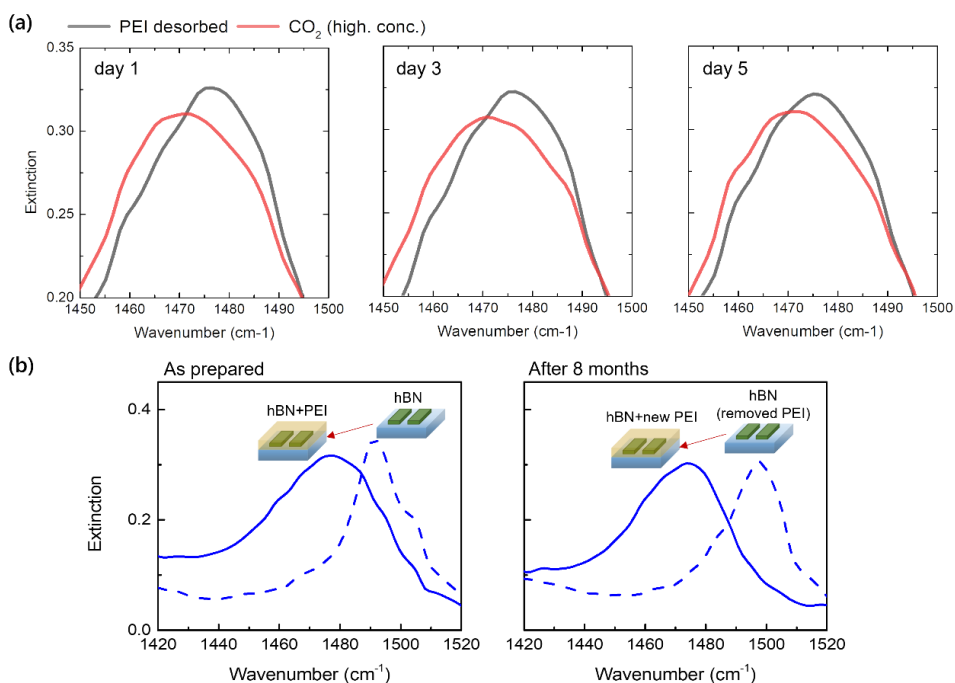 (a)
PEI desorbed
CO₂ (high. conc.)
day 1
day 3
day 5
0.35
0.30
0.25
0.20
Extinction
1450 1460 1470 1480 1490 1500
1450 1460 1470 1480 1490 1500
1450 1460 1470 1480 1490 1500
Wavenumber (cm-1)
Wavenumber (cm-1)
Wavenumber (cm-1)
(b)
As prepared
After 8 months
hBN+PEI
hBN
hBN+new PEI
hBN
(removed PEI)
0.4
0.2
0.0
Extinction
1420 1440 1460 1480 1500 1520
1420 1440 1460 1480 1500 1520
Wavenumber (cm⁻¹)
Wavenumber (cm⁻¹)